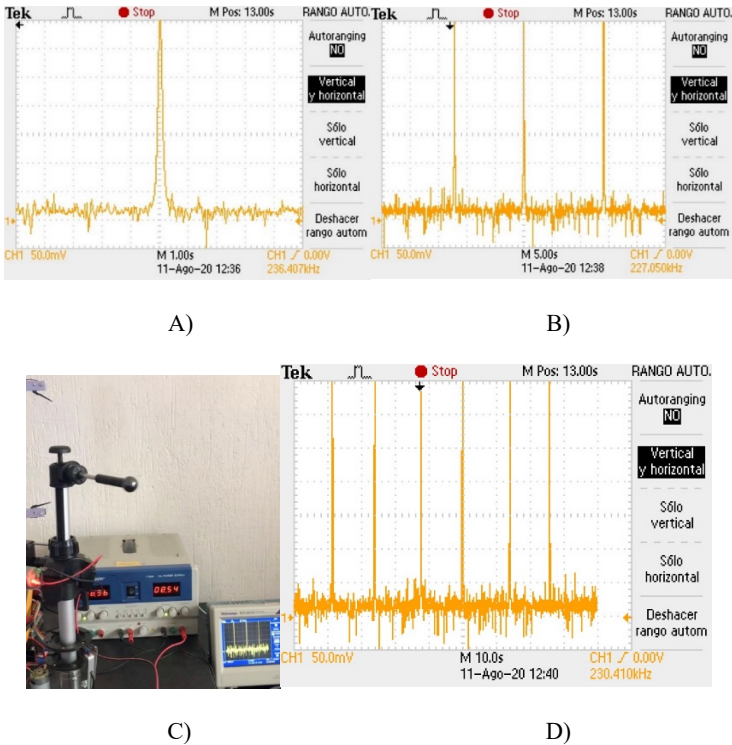 Tek Stop M Pos: 13.00s RANGO AUTO.
Autoranging
NO
Vertical
y horizontal
Sólo
vertical
Sólo
horizontal
Deshacer
rango autom
1
CH1 50.0mV M 1.00s CH1 0.00V
11-Ago-20 12:36 236.407kHz
Tek Stop M Pos: 13.00s RANGO AUTO.
Autoranging
NO
Vertical
y horizontal
Sólo
vertical
Sólo
horizontal
Deshacer
rango autom
1
CH1 50.0mV M 5.00s CH1 0.00V
11-Ago-20 12:38 227.050kHz
A)
B)
Tek Stop M Pos: 13.00s RANGO AUTO.
Autoranging
NO
Vertical
y horizontal
Sólo
vertical
Sólo
horizontal
Deshacer
rango autom
1
CH1 50.0mV M 10.0s CH1 0.00V
11-Ago-20 12:40 230.410kHz
C)
D)